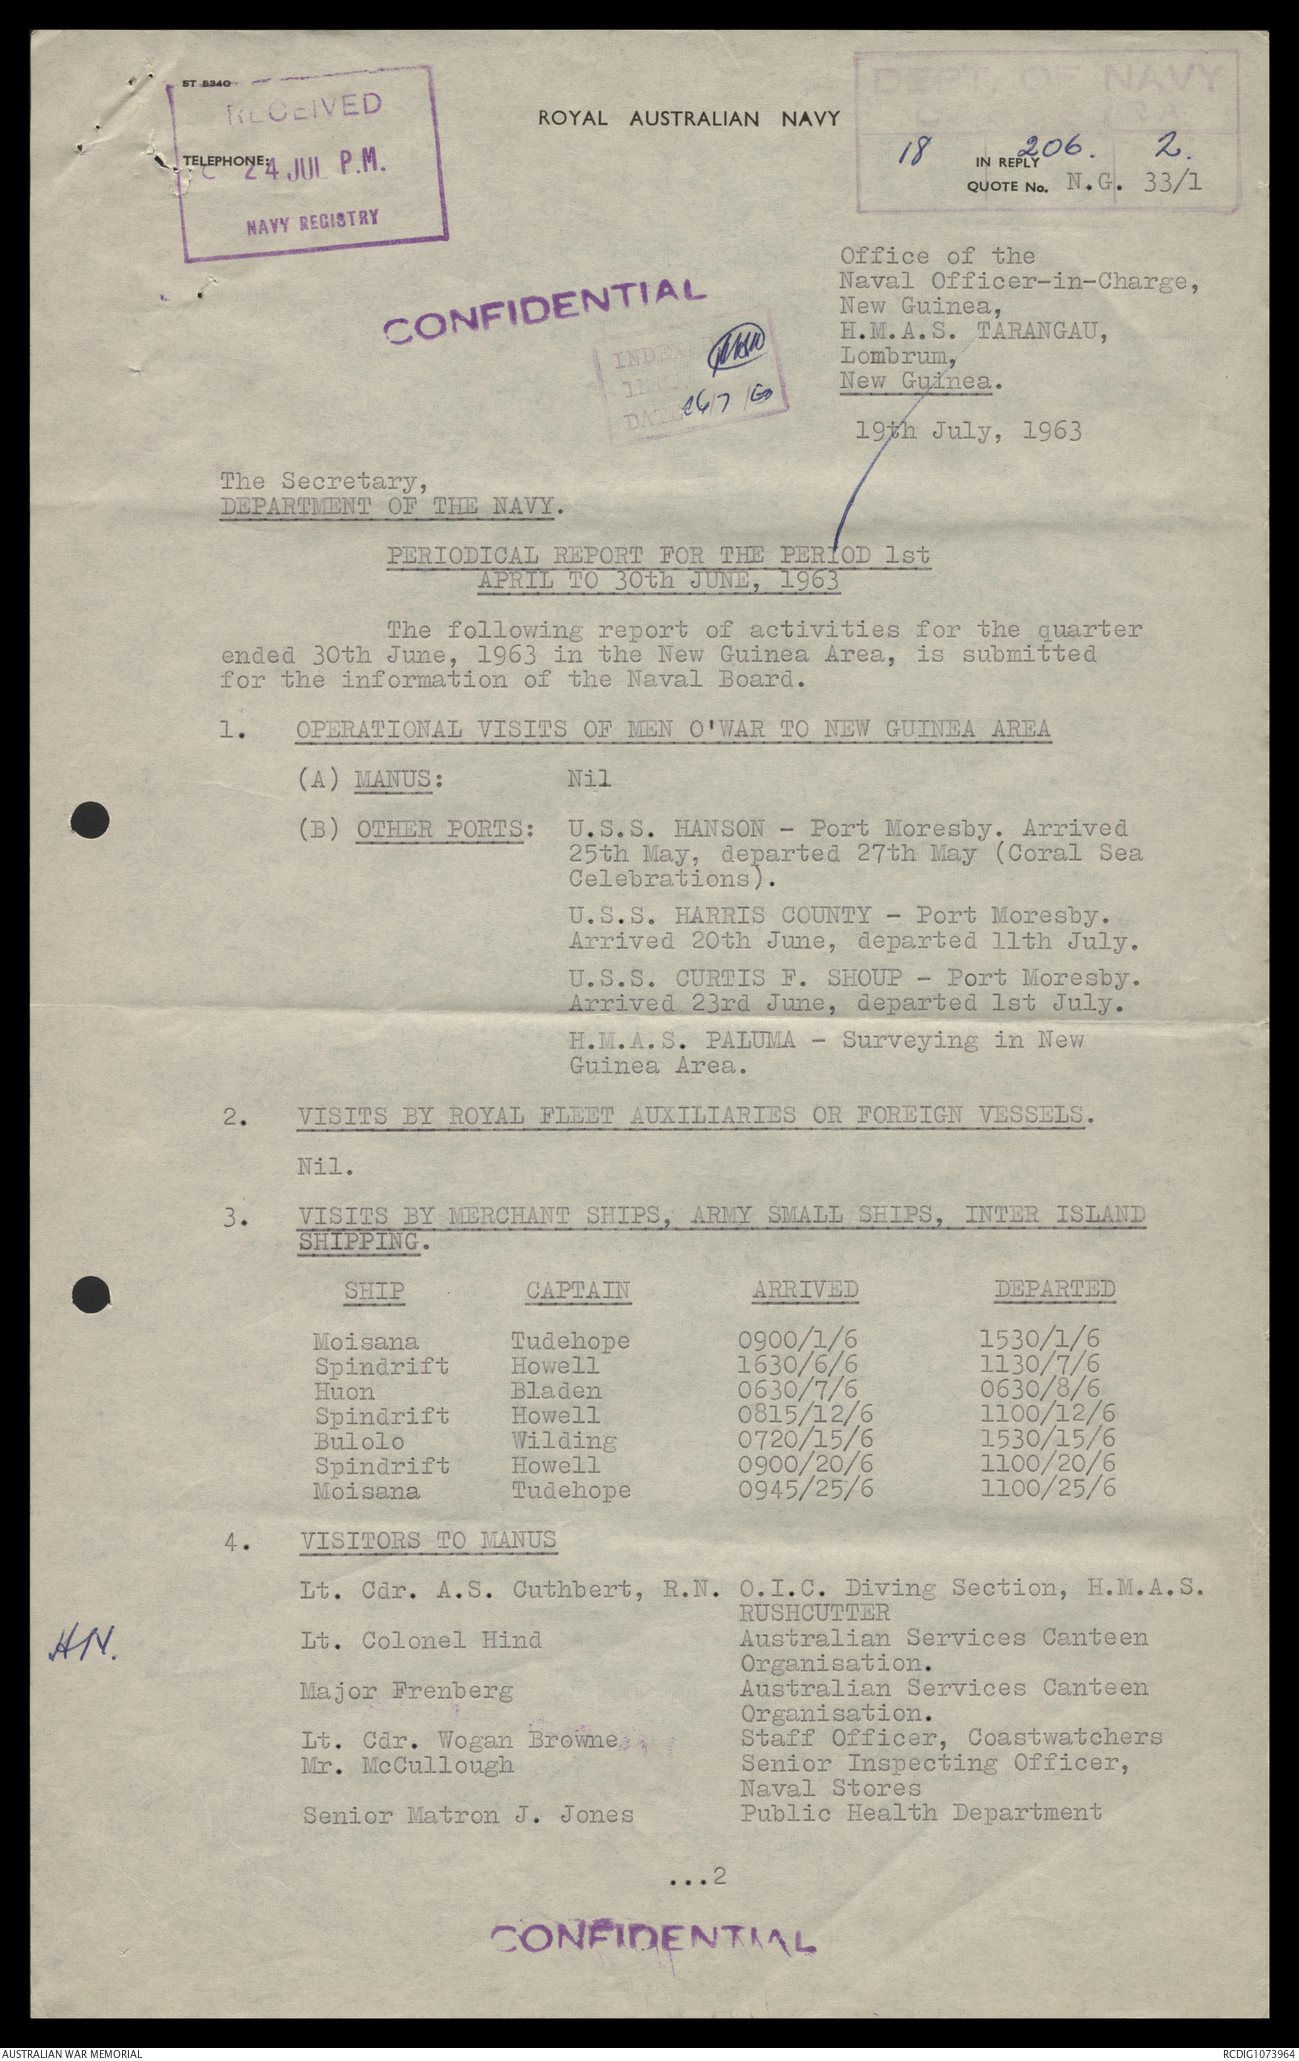 ST 5340
RECEIVED
24 JUL P.M.
NAVY REGISTRY
TELEPHONE:
ROYAL AUSTRALIAN NAVY
NAVY
18 206. 2.
IN REPLY
QUOTE No. N.G. 33/1
Office of the
Naval Officer-in-Charge,
New Guinea,
H.M.A.S. TARANGAU,
Lombrum,
New Guinea.
CONFIDENTIAL
DATE 26/7/63
19th July, 1963
The Secretary,
DEPARTMENT OF THE NAVY.
PERIODICAL REPORT FOR THE PERIOD 1st
APRIL TO 30th JUNE, 1963
The following report of activities for the quarter
ended 30th June, 1963 in the New Guinea Area, is submitted
for the information of the Naval Board.
1. OPERATIONAL VISITS OF MEN O'WAR TO NEW GUINEA AREA
(A) MANUS: Nil
(B) OTHER PORTS: U.S.S. HANSON - Port Moresby. Arrived
25th May, departed 27th May (Coral Sea
Celebrations).
U.S.S. HARRIS COUNTY - Port Moresby.
Arrived 20th June, departed 11th July.
U.S.S. CURTIS F. SHOUP - Port Moresby.
Arrived 23rd June, departed 1st July.
H.M.A.S. PALUMA - Surveying in New
Guinea Area.
2. VISITS BY ROYAL FLEET AUXILIARIES OR FOREIGN VESSELS.
Nil.
3. VISITS BY MERCHANT SHIPS, ARMY SMALL SHIPS, INTER ISLAND
SHIPPING.
SHIP CAPTAIN ARRIVED DEPARTED
Moisana Tudehope 0900/1/6 1530/1/6
Spindrift Howell 1630/6/6 1130/7/6
Huon Bladen 0630/7/6 0630/8/6
Spindrift Howell 0815/12/6 1100/12/6
Bulolo Wilding 0720/15/6 1530/15/6
Spindrift Howell 0900/20/6 1100/20/6
Moisana Tudehope 0945/25/6 1100/25/6
4. VISITORS TO MANUS
Lt. Cdr. A.S. Cuthbert, R.N. O.I.C. Diving Section, H.M.A.S.
RUSHCUTTER
HN.
Lt. Colonel Hind Australian Services Canteen
Organisation.
Major Frenberg Australian Services Canteen
Organisation.
Lt. Cdr. Wogan Browne Staff Officer, Coastwatchers
Mr. McCullough Senior Inspecting Officer,
Naval Stores
Senior Matron J. Jones Public Health Department
...2
CONFIDENTIAL
AUSTRALIAN WAR MEMORIAL
RCDIG1073964